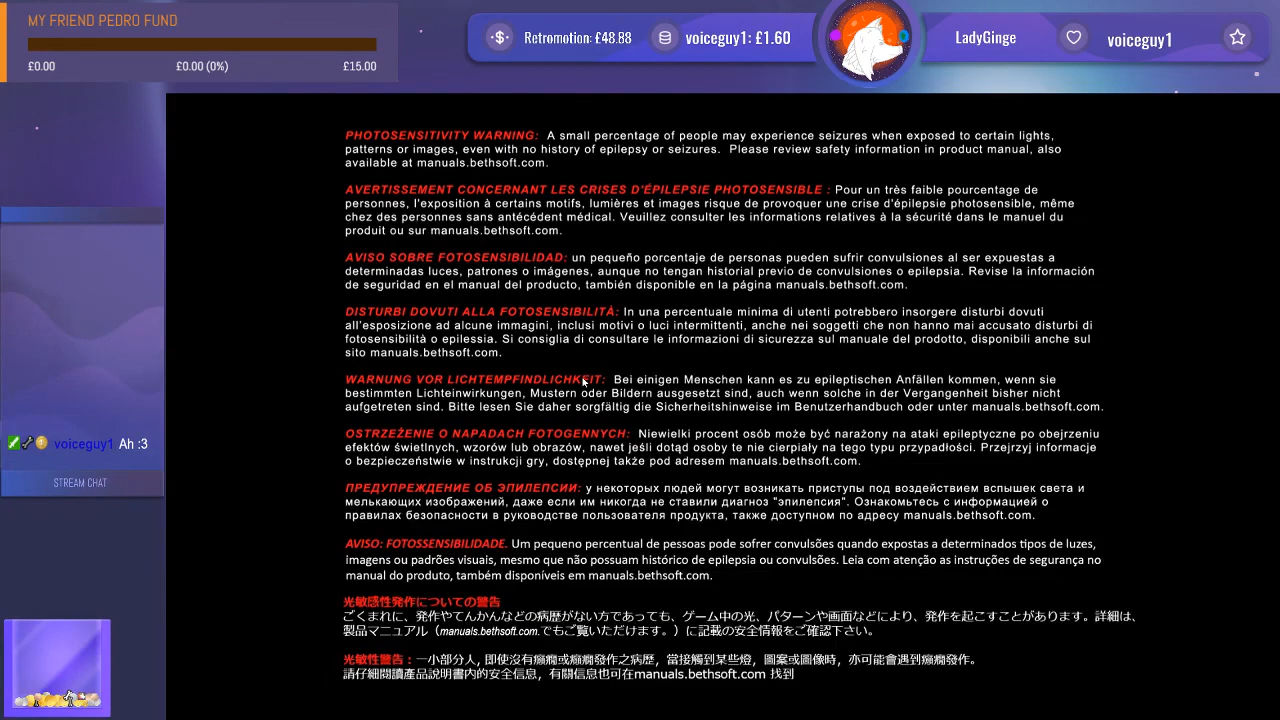 MY FRIEND PEDRO FUND
£0.00 £0.00 (0%) £15.00
Retromotion: £48.88 voiceguy1: £1.60 LadyGinge voiceguy1
PHOTOSENSITIVITY WARNING: A small percentage of people may experience seizures when exposed to certain lights,
patterns or images, even with no history of epilepsy or seizures. Please review safety information in product manual, also
available at manuals.bethsoft.com.
AVERTISSEMENT CONCERNANT LES CRISES D'ÉPILEPSIE PHOTOSENSIBLE : Pour un très faible pourcentage de
personnes, l'exposition à certains motifs, lumières et images risque de provoquer une crise d'épilepsie photosensible, même
chez des personnes sans antécédent médical. Veuillez consulter les informations relatives à la sécurité dans le manuel du
produit ou sur manuals.bethsoft.com.
AVISO SOBRE FOTOSENSIBILIDAD: un pequeño porcentaje de personas pueden sufrir convulsiones al ser expuestas a
determinadas luces, patrones o imágenes, aunque no tengan historial previo de convulsiones o epilepsia. Revise la información
de seguridad en el manual del producto, también disponible en la página manuals.bethsoft.com.
DISTURBI DOVUTI ALLA FOTOSENSIBILITÀ: In una percentuale minima di utenti potrebbero insorgere disturbi dovuti
all'esposizione ad alcune immagini, inclusi motivi o luci intermittenti, anche nei soggetti che non hanno mai accusato disturbi di
fotosensibilità o epilessia. Si consiglia di consultare le informazioni di sicurezza sul manuale del prodotto, disponibili anche sul
sito manuals.bethsoft.com.
WARNUNG VOR LICHTEMPFINDLICHKEIT: Bei einigen Menschen kann es zu epileptischen Anfällen kommen, wenn sie
bestimmten Lichteinwirkungen, Mustern oder Bildern ausgesetzt sind, auch wenn solche in der Vergangenheit bisher nicht
aufgetreten sind. Bitte lesen Sie daher sorgfältig die Sicherheitshinweise im Benutzerhandbuch oder unter manuals.bethsoft.com.
OSTRZEŻENIE O NAPADACH FOTOGENNYCH: Niewielki procent osób może być narażony na ataki epileptyczne po obejrzeniu
efektów świetlnych, wzorów lub obrazów, nawet jeśli dotąd osoby te nie cierpiały na tego typu przypadłości. Przejrzyj informacje
o bezpieczeństwie w instrukcji gry, dostępnej także pod adresem manuals.bethsoft.com.
voiceguy1 Ah :3
STREAM CHAT
ПРЕДУПРЕЖДЕНИЕ ОБ ЭПИЛЕПСИИ: у некоторых людей могут возникать приступы под воздействием вспышек света и
мелькающих изображений, даже если им никогда не ставили диагноз "эпилепсия". Ознакомьтесь с информацией о
правилах безопасности в руководстве пользователя продукта, также доступном по адресу manuals.bethsoft.com.
AVISO: FOTOSSENSIBILIDADE. Um pequeno percentual de pessoas pode sofrer convulsões quando expostas a determinados tipos de luzes,
imagens ou padrões visuais, mesmo que não possuam histórico de epilepsia ou convulsões. Leia com atenção as instruções de segurança no
manual do produto, também disponíveis em manuals.bethsoft.com.
光敏感性発作についての警告
ごくまれに、発作やてんかんなどの病歴がない方であっても、ゲーム中の光、パターンや画面などにより、発作を起こすことがあります。詳細は、
製品マニュアル（manuals.bethsoft.com.でもご覧いただけます。）に記載の安全情報をご確認下さい。
光敏性警告：一小部分人, 即使沒有癲癇或癲癇發作之病歷，當接觸到某些燈，圖案或圖像時，亦可能會遇到癲癇發作。
請仔細閱讀產品說明書內的安全信息，有關信息也可在manuals.bethsoft.com 找到